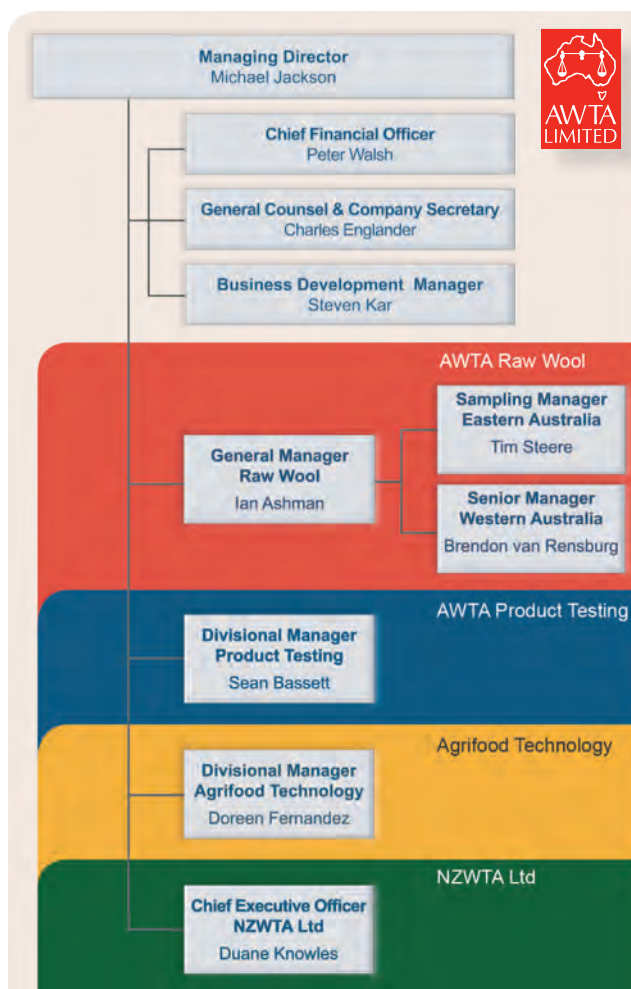 Managing Director
Michael Jackson
AWTA
LIMITED
Chief Financial Officer
Peter Walsh
General Counsel & Company Secretary
Charles Englander
Business Development Manager
Steven Kar
AWTA Raw Wool
Sampling Manager
Eastern Australia
Tim Steere
General Manager
Raw Wool
Ian Ashman
Senior Manager
Western Australia
Brendon van Rensburg
AWTA Product Testing
Divisional Manager
Product Testing
Sean Bassett
Agrifood Technology
Divisional Manager
Agrifood Technology
Doreen Fernandez
NZWTA Ltd
Chief Executive Officer
NZWTA Ltd
Duane Knowles